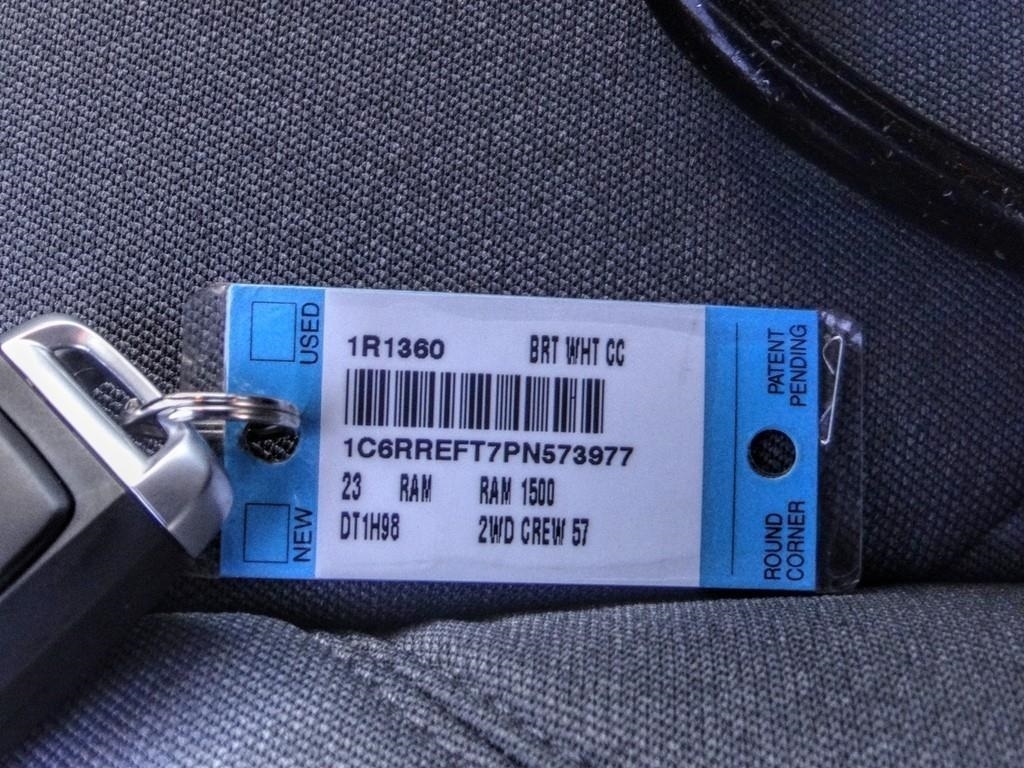 USED
NEW
1R1360 BRT WHT CC
1C6RREFT7PN573977
23 RAM RAM 1500
DT1H98 2WD CREW 57
PATENT
PENDING
ROUND
CORNER